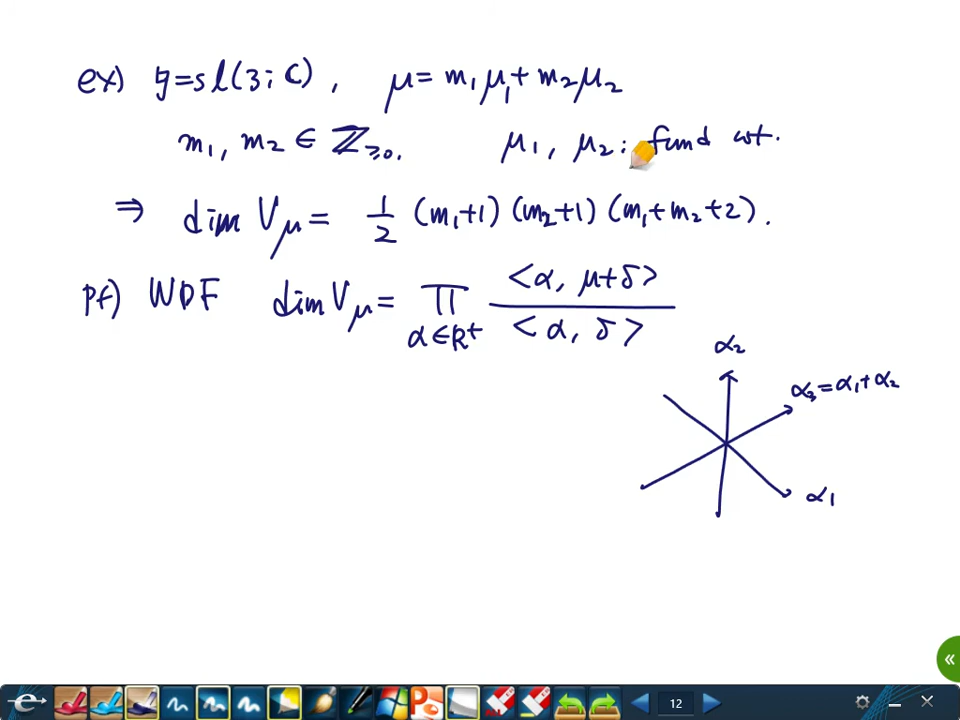 ex) 𝔤=sl(3;ℂ), μ=m₁μ₁+m₂μ₂
m₁, m₂ ∈ ℤ≥0. μ₁, μ₂: fund wt.
⇒ dim V_μ = 1/2 (m₁+1)(m₂+1)(m₁+m₂+2).
pf) WDF dim V_μ = ∏_{α∈R⁺} <α, μ+δ> / <α, δ>
α₂
α₃=α₁+α₂
α₁
12